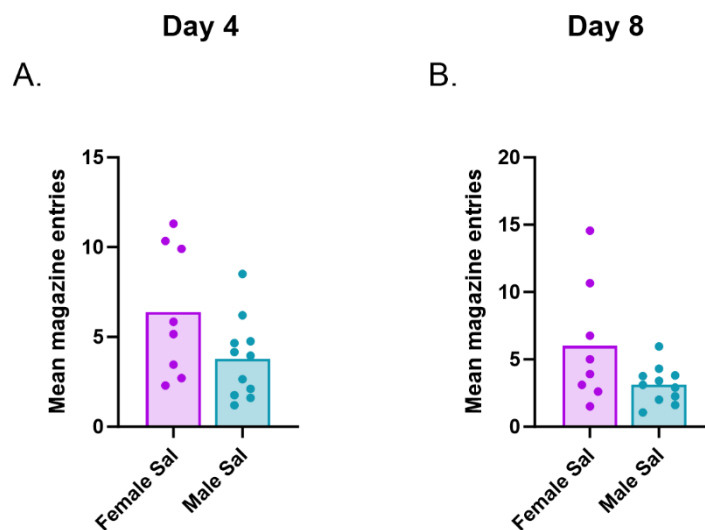 Day 4
Day 8
A.
B.
Mean magazine entries
15
10
5
0
Female Sal
Male Sal
Mean magazine entries
20
15
10
5
0
Female Sal
Male Sal